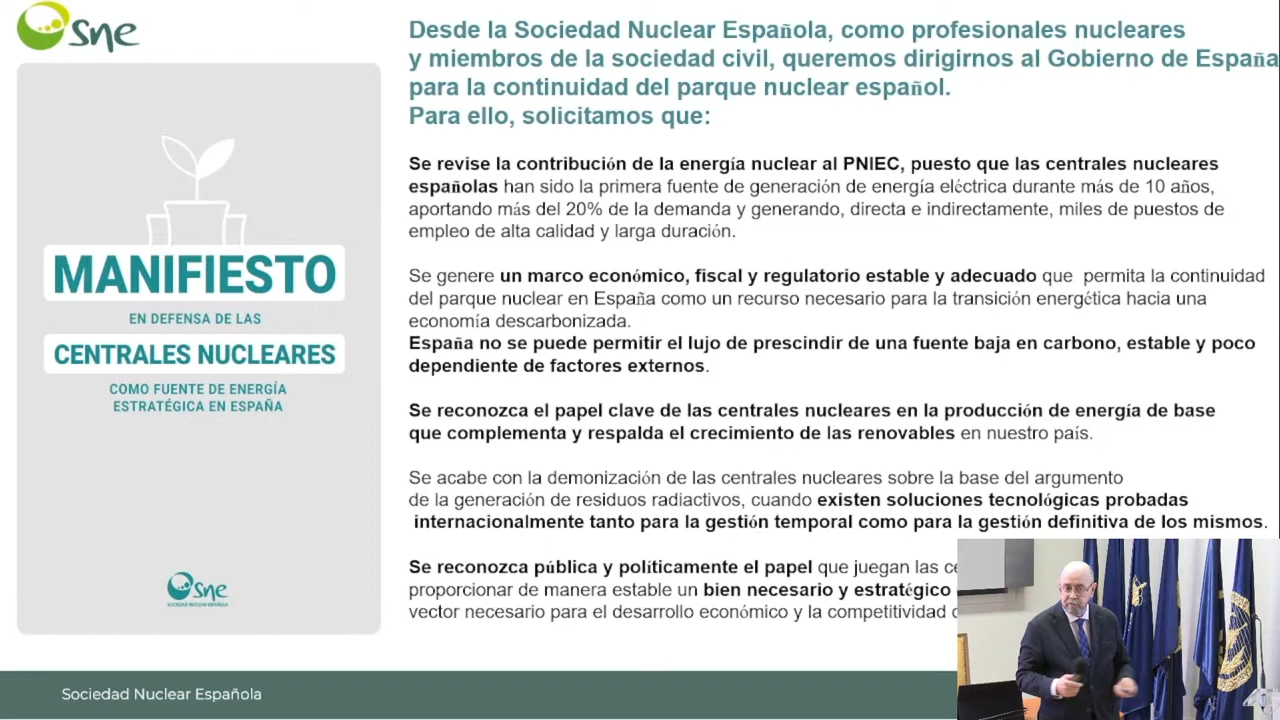 sne
MANIFIESTO
EN DEFENSA DE LAS
CENTRALES NUCLEARES
COMO FUENTE DE ENERGÍA
ESTRATÉGICA EN ESPAÑA
sne
SOCIEDAD NUCLEAR ESPAÑOLA
Desde la Sociedad Nuclear Española, como profesionales nucleares
y miembros de la sociedad civil, queremos dirigirnos al Gobierno de España
para la continuidad del parque nuclear español.
Para ello, solicitamos que:
Se revise la contribución de la energía nuclear al PNIEC, puesto que las centrales nucleares
españolas han sido la primera fuente de generación de energía eléctrica durante más de 10 años,
aportando más del 20% de la demanda y generando, directa e indirectamente, miles de puestos de
empleo de alta calidad y larga duración.
Se genere un marco económico, fiscal y regulatorio estable y adecuado que permita la continuidad
del parque nuclear en España como un recurso necesario para la transición energética hacia una
economía descarbonizada.
España no se puede permitir el lujo de prescindir de una fuente baja en carbono, estable y poco
dependiente de factores externos.
Se reconozca el papel clave de las centrales nucleares en la producción de energía de base
que complementa y respalda el crecimiento de las renovables en nuestro país.
Se acabe con la demonización de las centrales nucleares sobre la base del argumento
de la generación de residuos radiactivos, cuando existen soluciones tecnológicas probadas
internacionalmente tanto para la gestión temporal como para la gestión definitiva de los mismos.
Se reconozca pública y políticamente el papel que juegan las
proporcionar de manera estable un bien necesario y estratégico
vector necesario para el desarrollo económico y la competitividad
Sociedad Nuclear Española